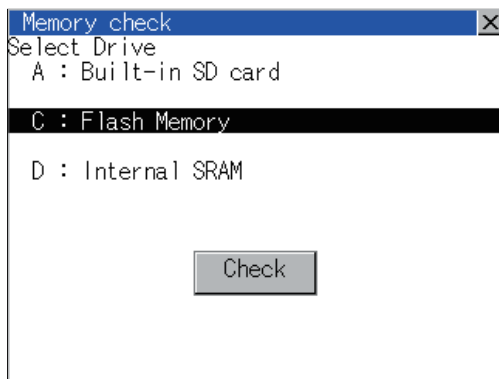 Memory check
Select Drive
A : Built-in SD card
C : Flash Memory
D : Internal SRAM
Check